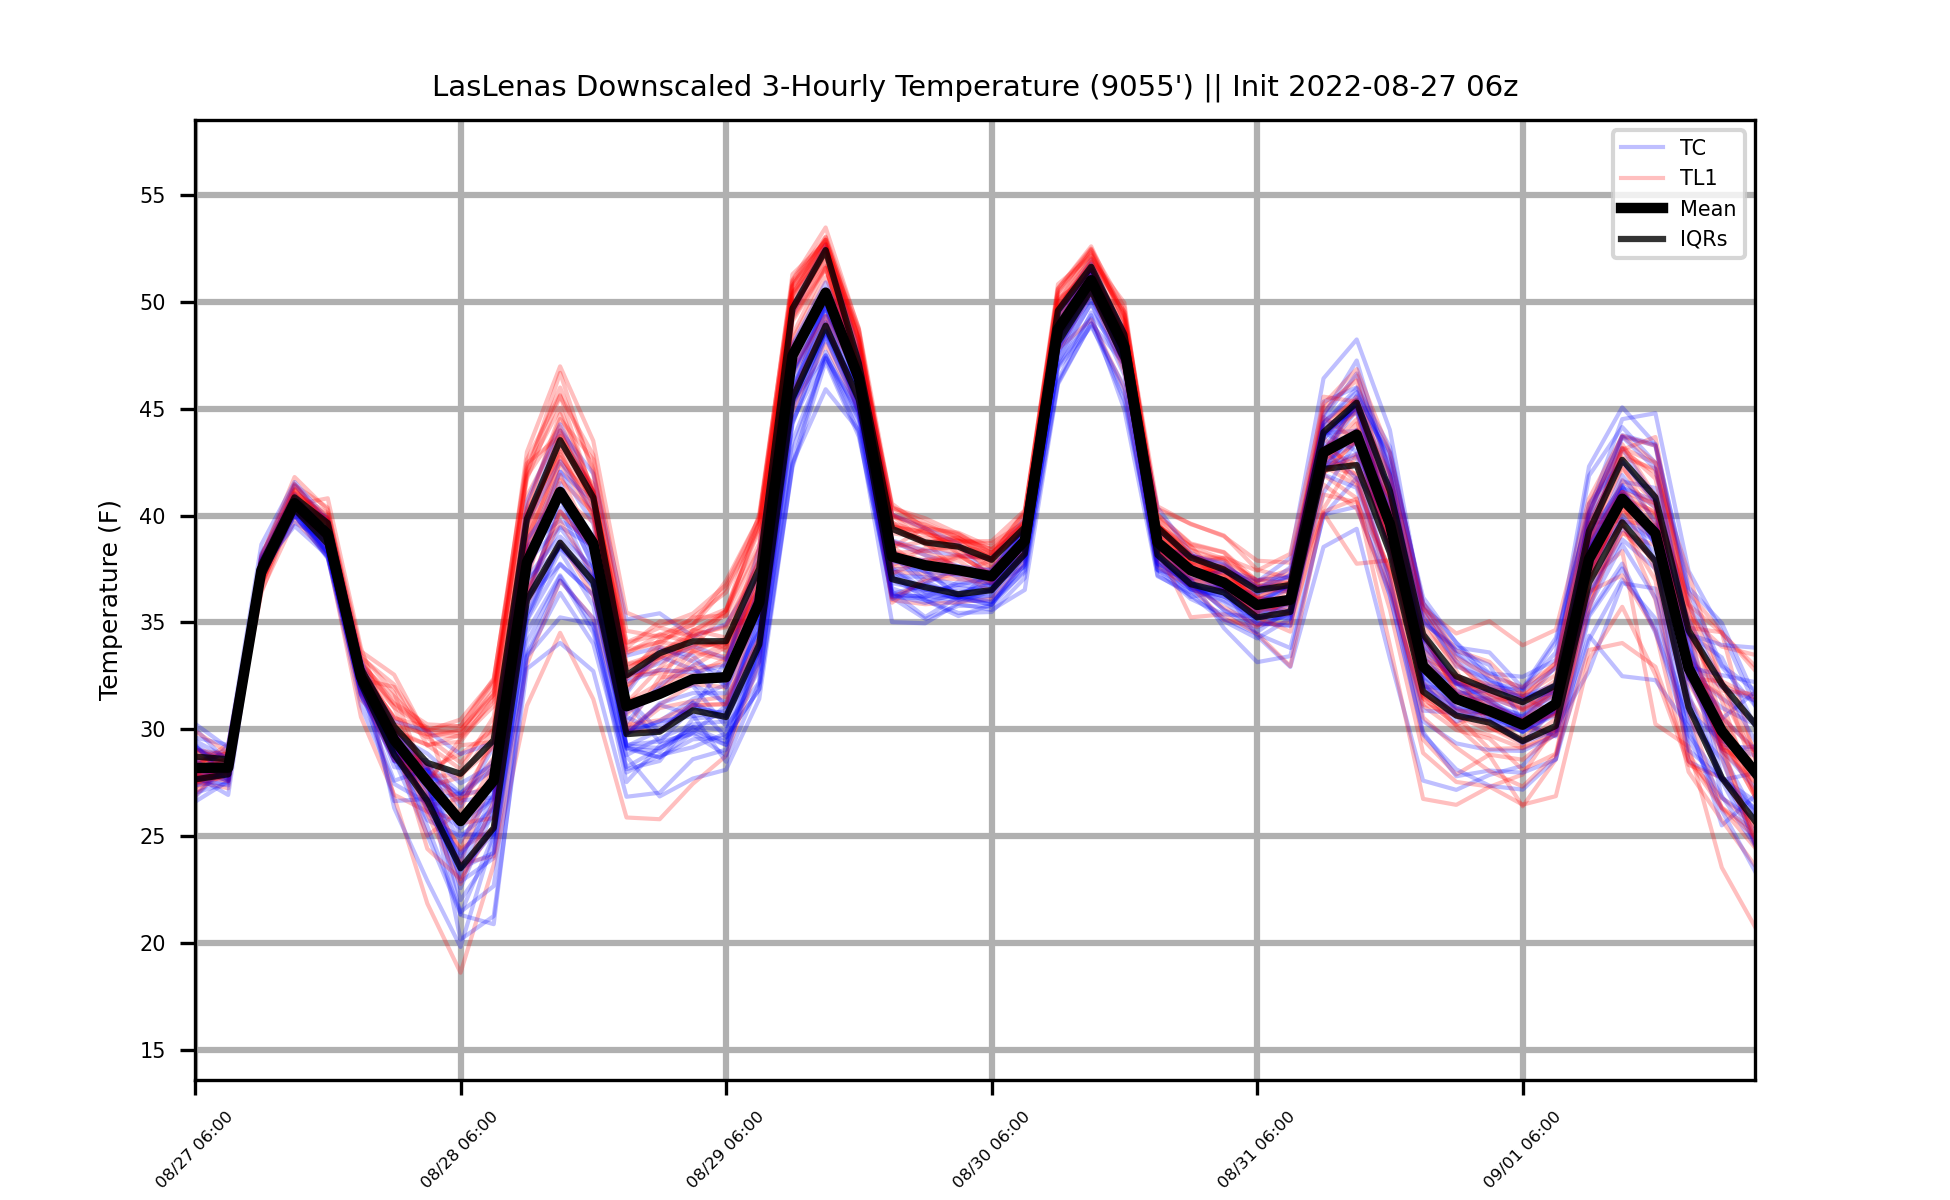 LasLenas Downscaled 3-Hourly Temperature (9055') || Init 2022-08-27 06z
TC
TL1
Mean
IQRs
Temperature (F)
55
50
45
40
35
30
25
20
15
08/27 06:00
08/28 06:00
08/29 06:00
08/30 06:00
08/31 06:00
09/01 06:00